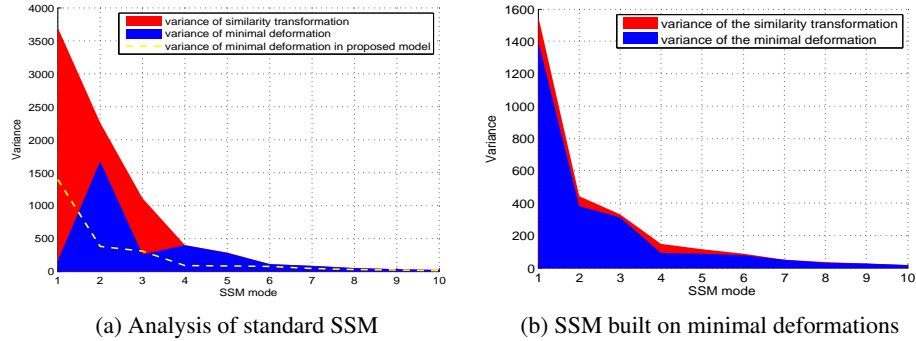 variance of similarity transformation
variance of minimal deformation
variance of minimal deformation in proposed model
4000
3500
3000
2500
2000
1500
1000
500
0
Variance
1 2 3 4 5 6 7 8 9 10
SSM mode
(a) Analysis of standard SSM
variance of the similarity transformation
variance of the minimal deformation
1600
1400
1200
1000
800
600
400
200
0
Variance
1 2 3 4 5 6 7 8 9 10
SSM mode
(b) SSM built on minimal deformations